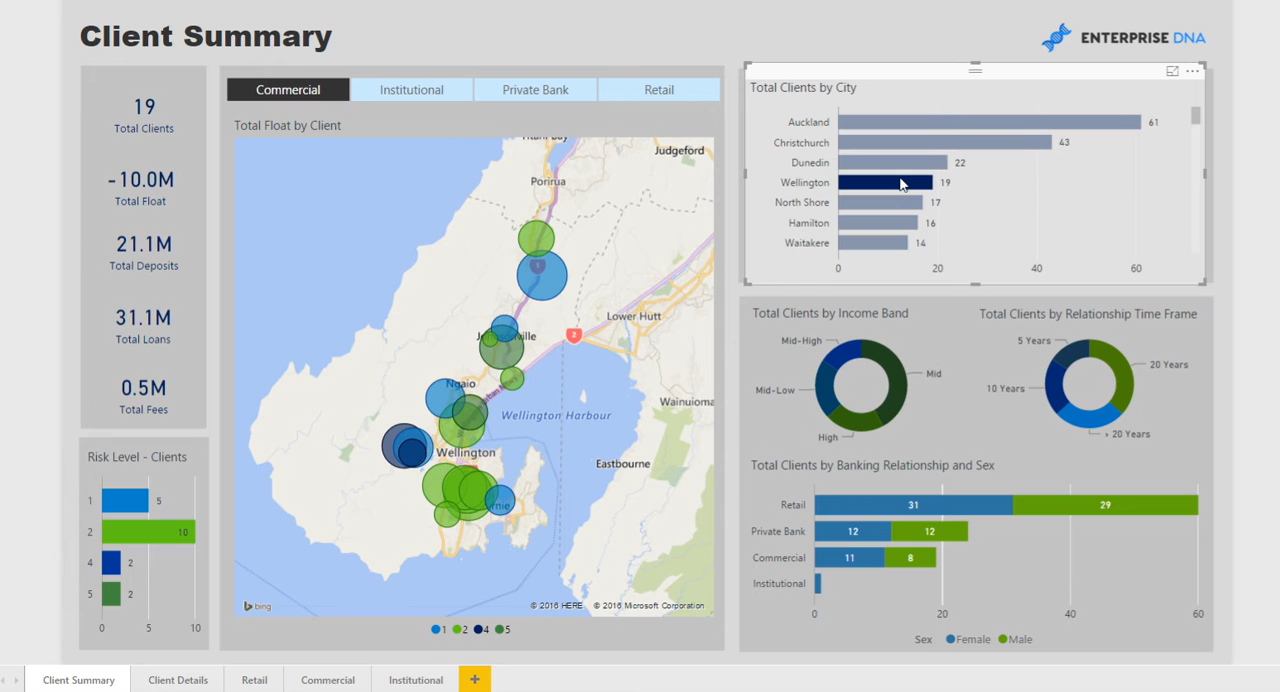 Client Summary
ENTERPRISE DNA
19
Total Clients
-10.0M
Total Float
21.1M
Total Deposits
31.1M
Total Loans
0.5M
Total Fees
Risk Level - Clients
1
5
2
10
4
2
5
2
0 5 10
Commercial Institutional Private Bank Retail
Total Float by Client
Judgeford
Porirua
1
Lower Hutt
2
Ngaio
Wainuioma
Wellington Harbour
Wellington
Eastbourne
bing
© 2016 HERE © 2016 Microsoft Corporation
1 2 4 5
Total Clients by City
Auckland 61
Christchurch 43
Dunedin 22
Wellington 19
North Shore 17
Hamilton 16
Waitakere 14
0 20 40 60
Total Clients by Income Band
Mid-High
Mid
Mid-Low
High
Total Clients by Relationship Time Frame
5 Years
20 Years
10 Years
> 20 Years
Total Clients by Banking Relationship and Sex
Retail 31 29
Private Bank 12 12
Commercial 11 8
Institutional
0 20 40 60
Sex Female Male
Client Summary Client Details Retail Commercial Institutional +